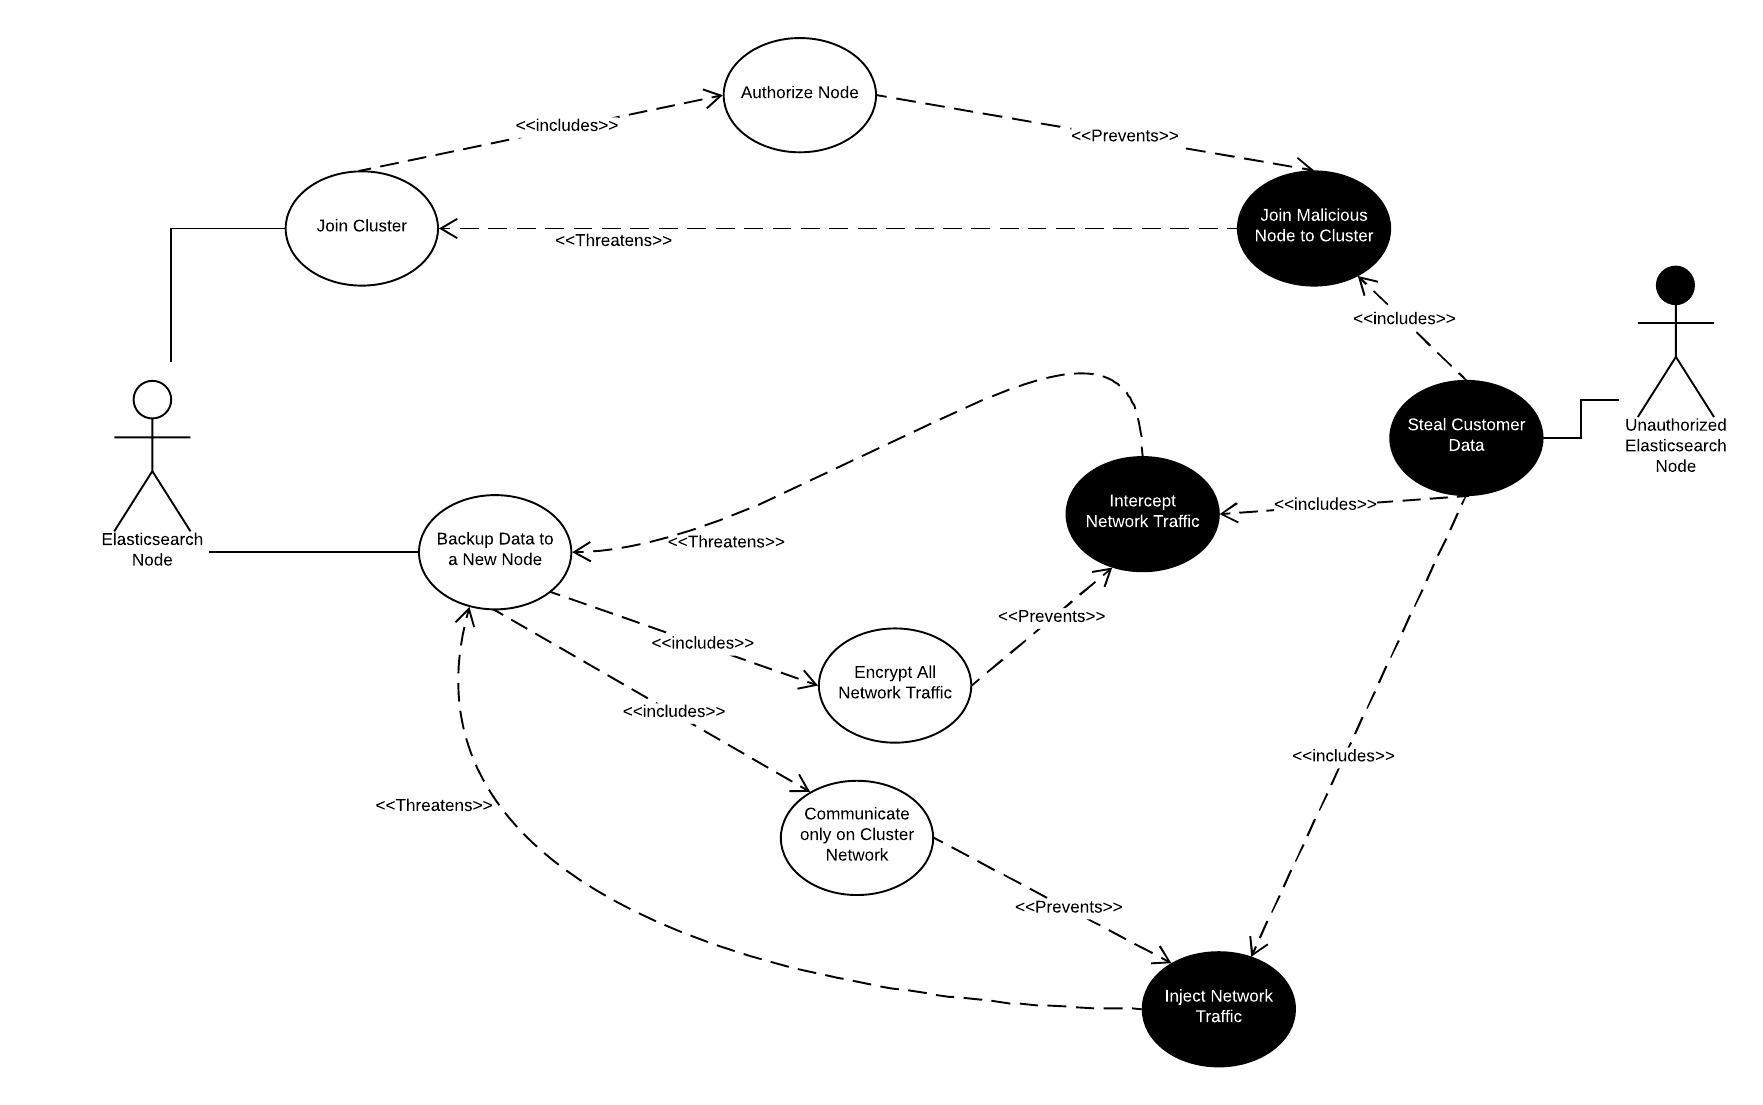 Authorize Node
<<includes>>
<<Prevents>>
Join Cluster
Join Malicious
Node to Cluster
<<Threatens>>
<<includes>>
Steal Customer
Data
Unauthorized
Elasticsearch
Node
Intercept
Network Traffic
<<includes>>
Elasticsearch
Node
Backup Data to
a New Node
<<Threatens>>
<<Prevents>>
<<includes>>
Encrypt All
Network Traffic
<<includes>>
<<includes>>
<<Threatens>>
Communicate
only on Cluster
Network
<<Prevents>>
Inject Network
Traffic